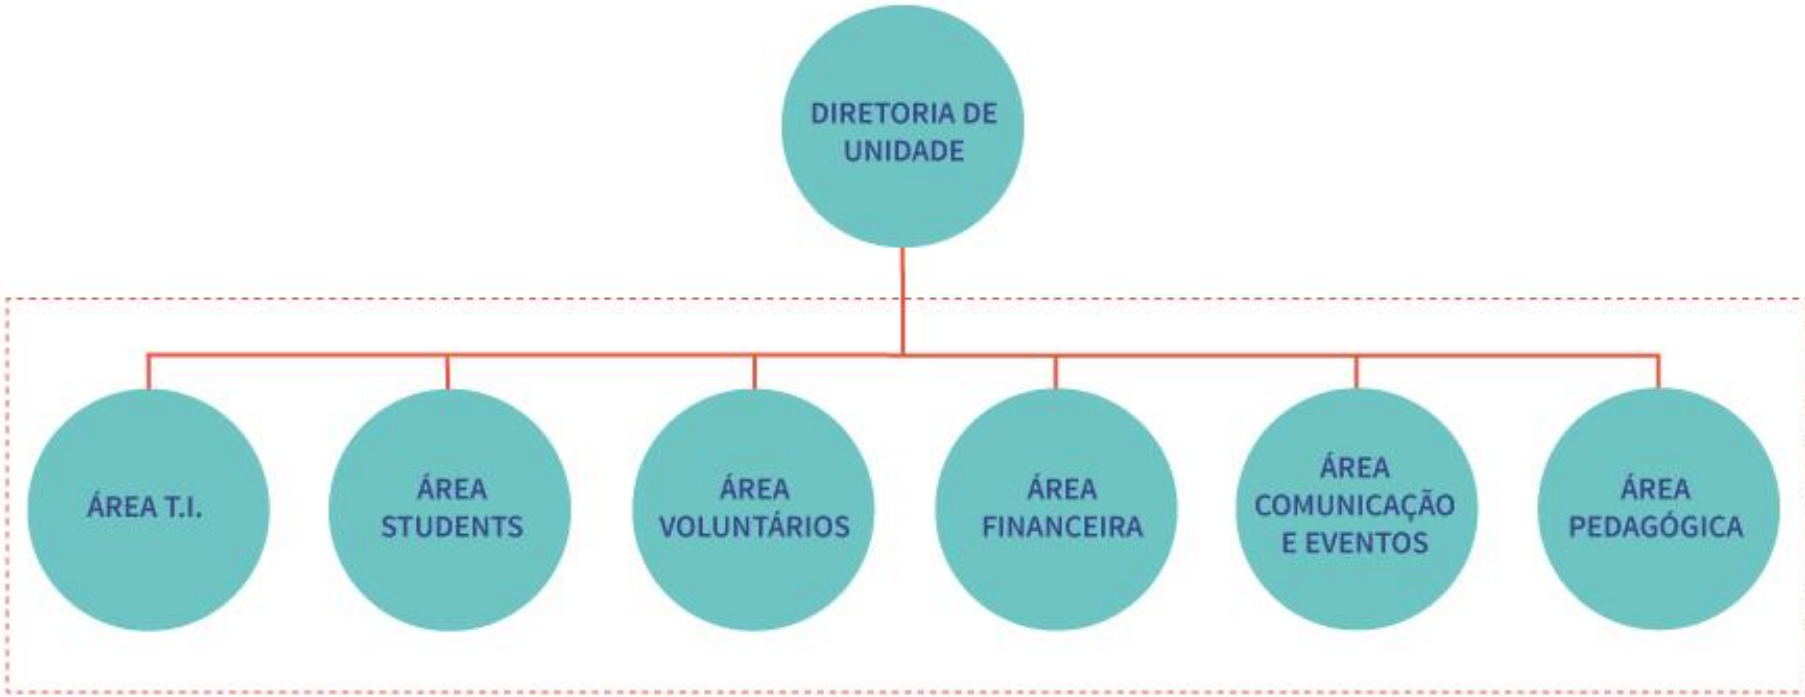 DIRETORIA DE
UNIDADE
ÁREA T.I.
ÁREA
STUDENTS
ÁREA
VOLUNTÁRIOS
ÁREA
FINANCEIRA
ÁREA
COMUNICAÇÃO
E EVENTOS
ÁREA
PEDAGÓGICA